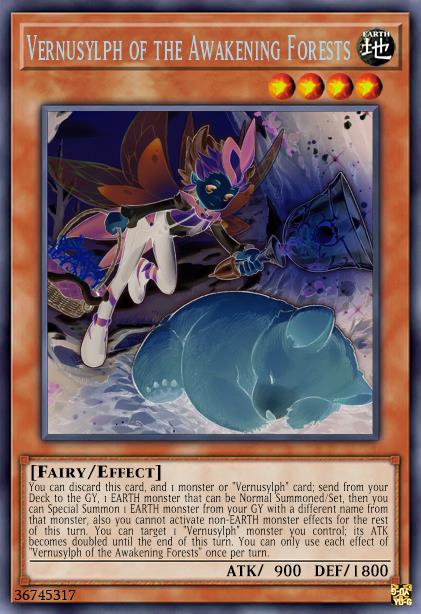 Vernusylph of the Awakening Forests
EARTH
地
[Fairy/Effect]
You can discard this card, and 1 monster or "Vernusylph" card; send from
your Deck to the GY, 1 EARTH monster that can be Normal Summoned/Set, then you
can Special Summon 1 EARTH monster from your GY with a different name from
that monster, also you cannot activate non-EARTH monster effects for the rest
of this turn. You can target 1 "Vernusylph" monster you control; its ATK
becomes doubled until the end of this turn. You can only use each effect of
"Vernusylph of the Awakening Forests" once per turn.
ATK/ 900 DEF/1800
36745317